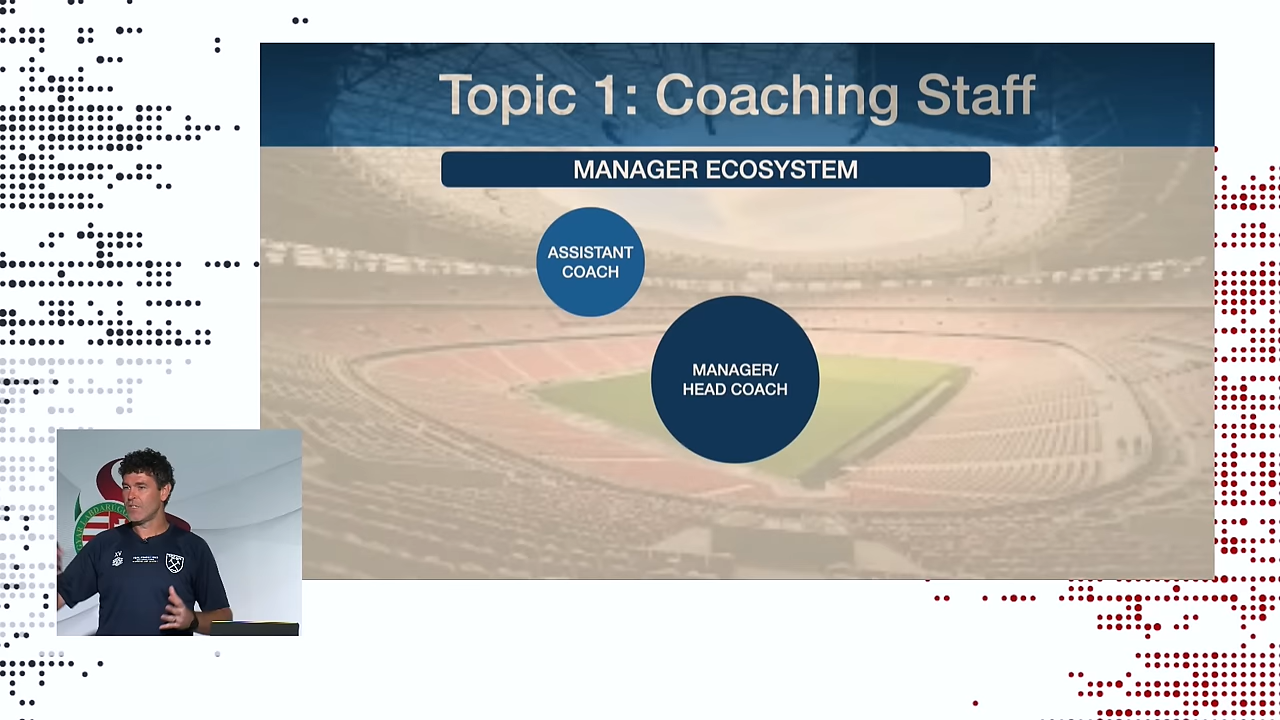 Topic 1: Coaching Staff
MANAGER ECOSYSTEM
ASSISTANT
COACH
MANAGER/
HEAD COACH